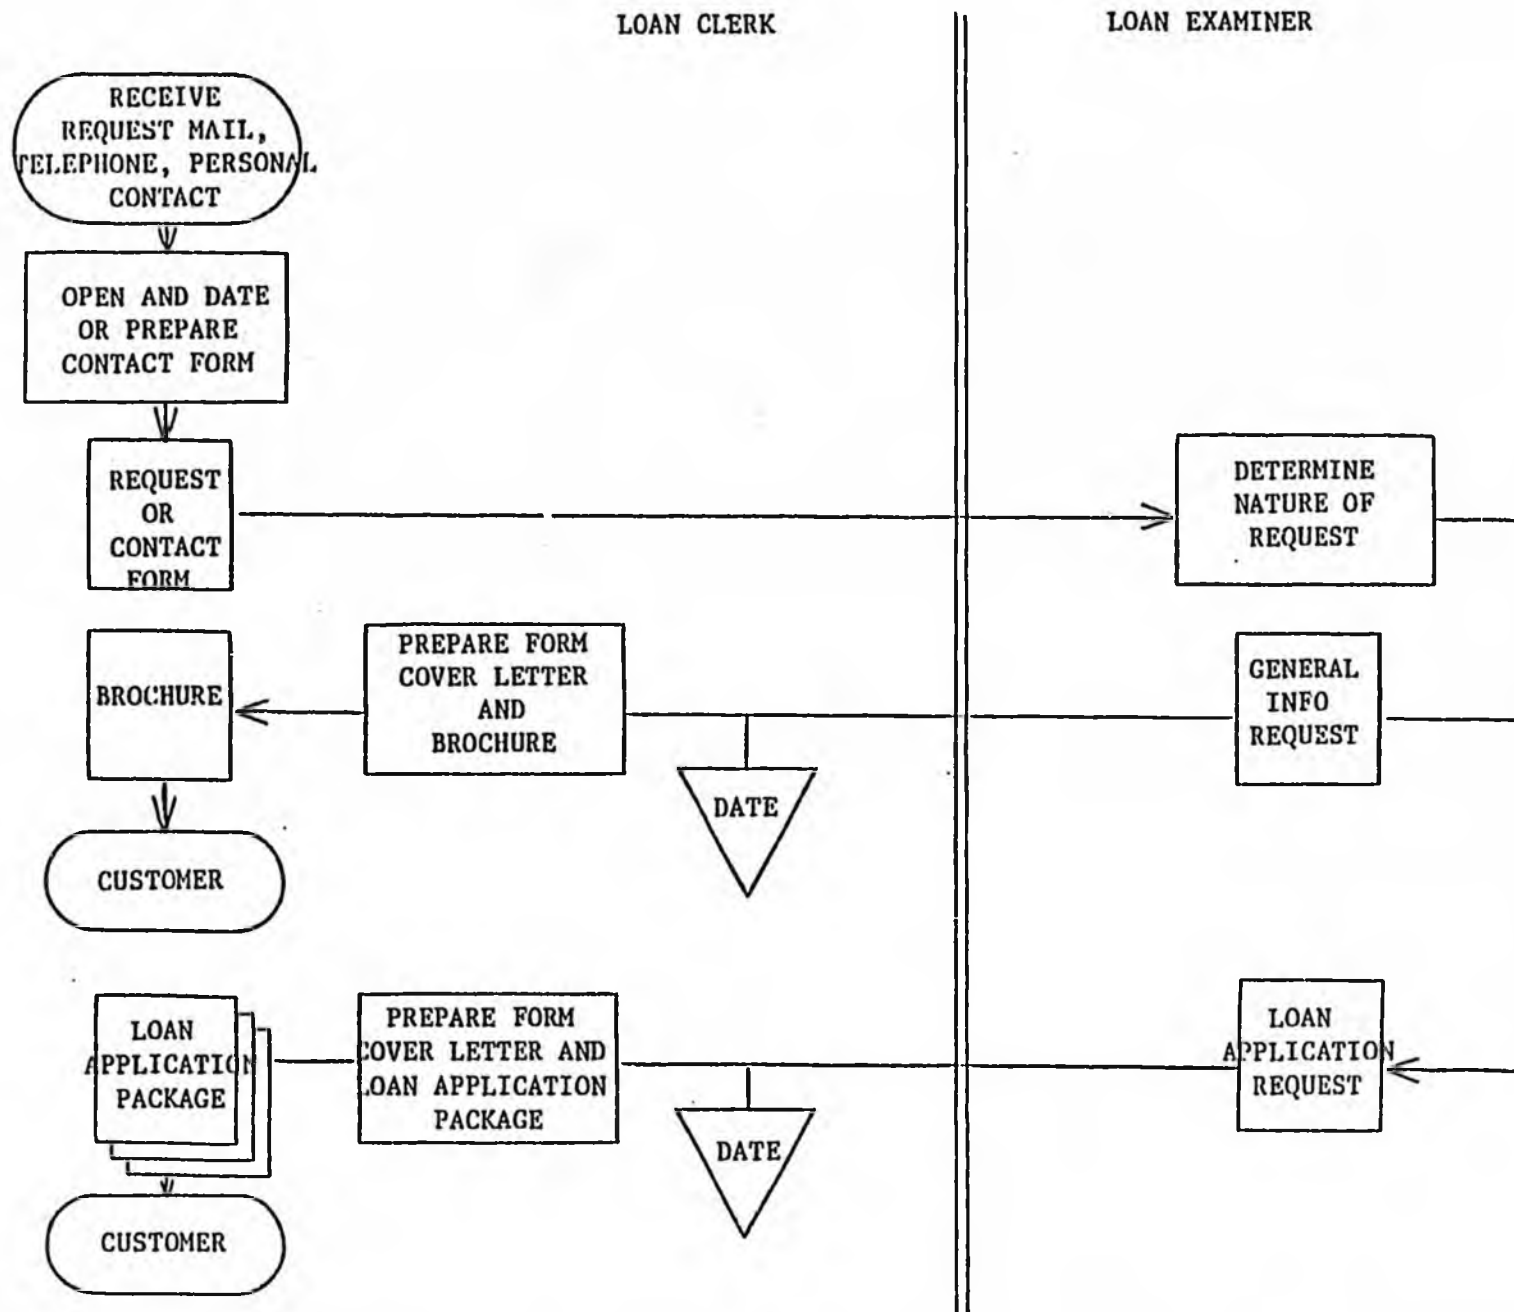 LOAN CLERK
LOAN EXAMINER
RECEIVE
REQUEST MAIL,
TELEPHONE, PERSONAL
CONTACT
OPEN AND DATE
OR PREPARE
CONTACT FORM
REQUEST
OR
CONTACT
FORM
DETERMINE
NATURE OF
REQUEST
BROCHURE
PREPARE FORM
COVER LETTER
AND
BROCHURE
DATE
GENERAL
INFO
REQUEST
CUSTOMER
LOAN
APPLICATION
PACKAGE
PREPARE FORM
COVER LETTER AND
LOAN APPLICATION
PACKAGE
DATE
LOAN
APPLICATION
REQUEST
CUSTOMER